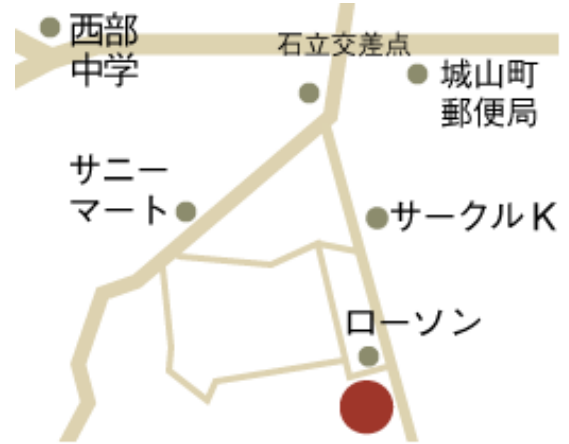 西部
中学
石立交差点
城山町
郵便局
サニー
マート
サークルK
ローソン